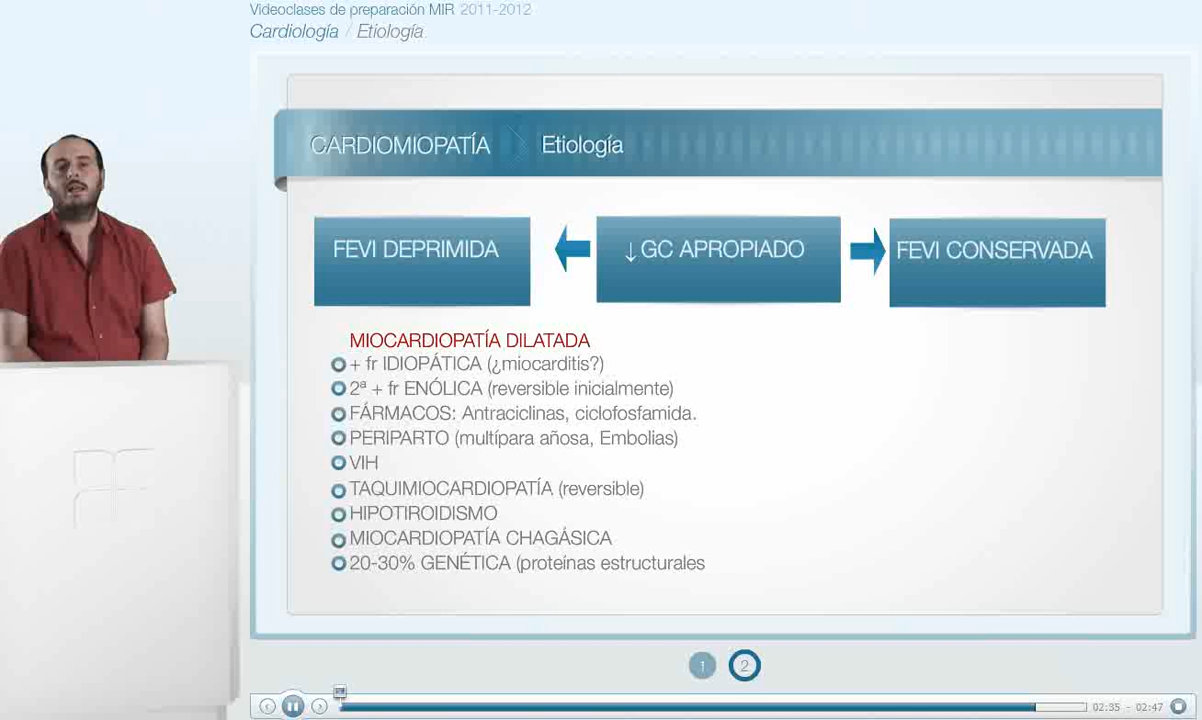 Videoclases de preparación MIR 2011-2012
Cardiología / Etiología
CARDIOMIOPATÍA Etiología
FEVI DEPRIMIDA
↓ GC APROPIADO
FEVI CONSERVADA
MIOCARDIOPATÍA DILATADA
+ fr IDIOPÁTICA (¿miocarditis?)
2ª + fr ENÓLICA (reversible inicialmente)
FÁRMACOS: Antraciclinas, ciclofosfamida.
PERIPARTO (multípara añosa, Embolias)
VIH
TAQUIMIOCARDIOPATÍA (reversible)
HIPOTIROIDISMO
MIOCARDIOPATÍA CHAGÁSICA
20-30% GENÉTICA (proteínas estructurales
1 2
02:35 - 02:47